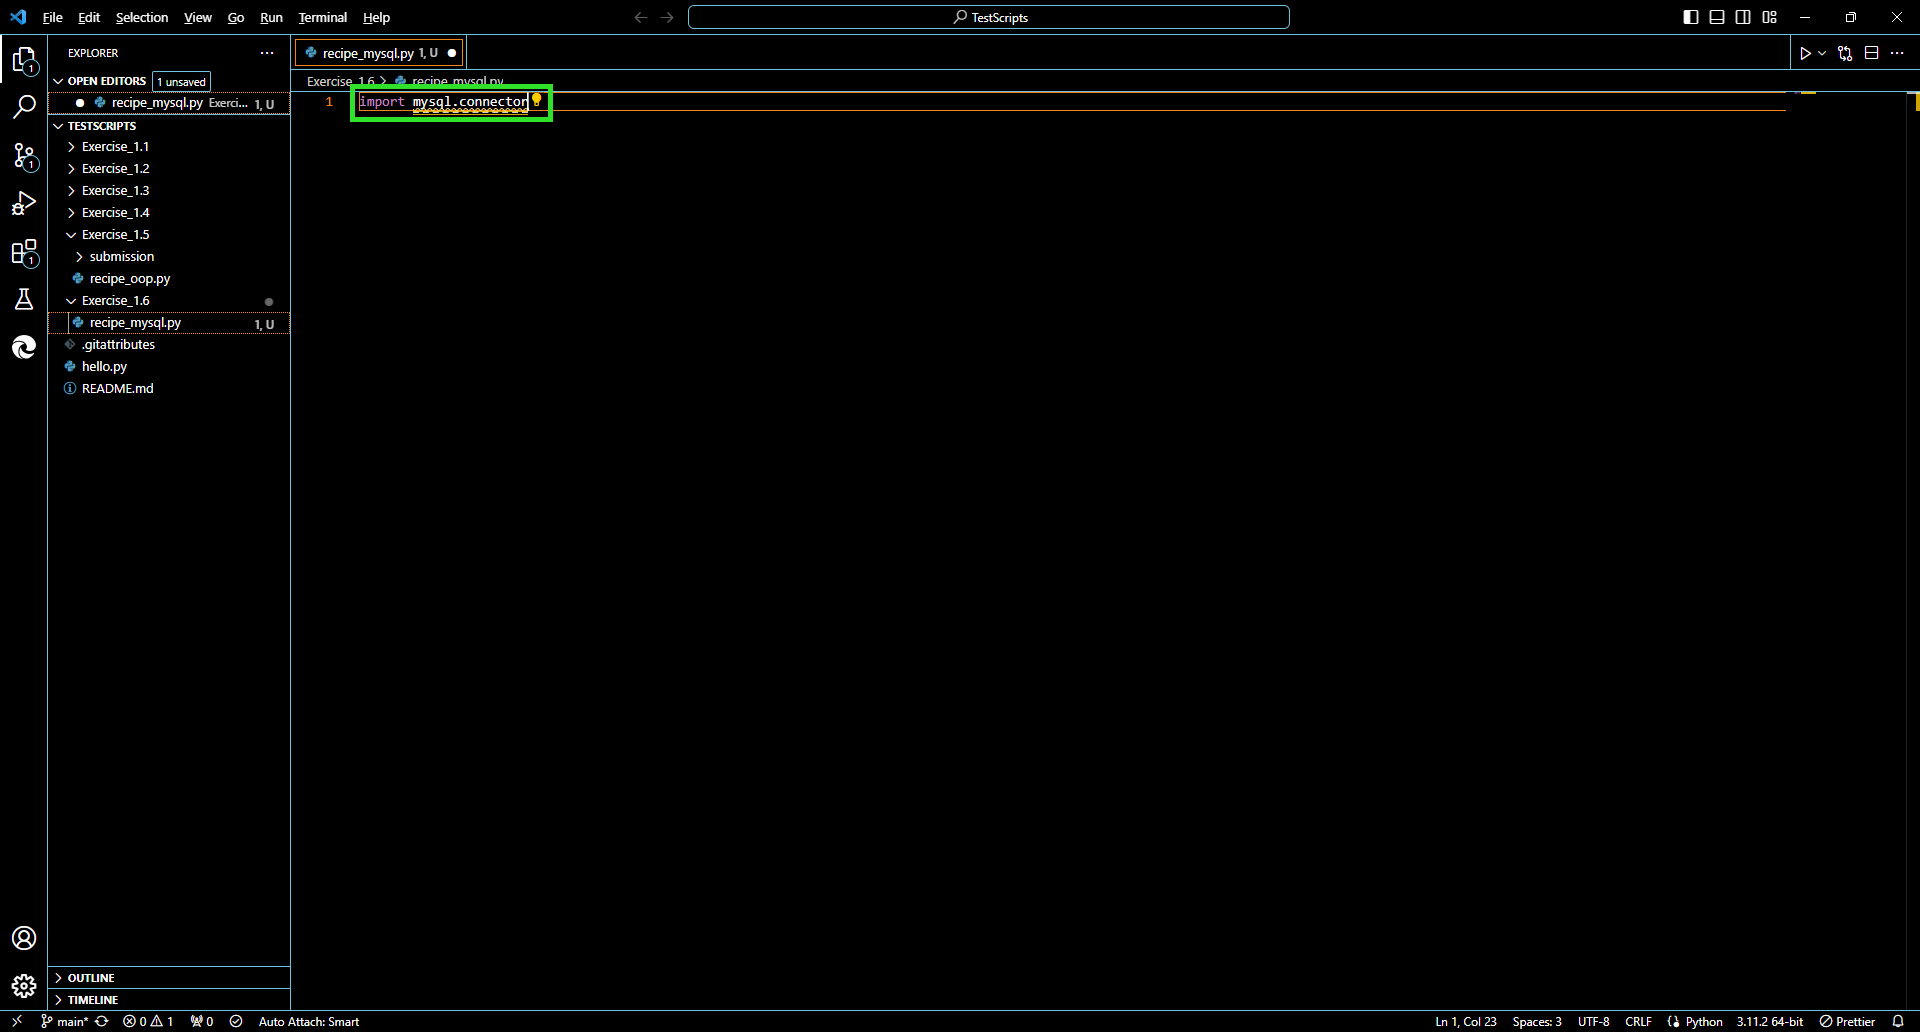 File Edit Selection View Go Run Terminal Help
TestScripts
EXPLORER
recipe_mysql.py 1, U
OPEN EDITORS 1 unsaved
Exercise_1.6 > recipe_mysql.py
recipe_mysql.py Exerci... 1, U
1 import mysql.connector
TESTSCRIPTS
Exercise_1.1
Exercise_1.2
Exercise_1.3
Exercise_1.4
Exercise_1.5
submission
recipe_oop.py
Exercise_1.6
recipe_mysql.py 1, U
.gitattributes
hello.py
README.md
1
1
1
OUTLINE
TIMELINE
main* 0 1 0 Auto Attach: Smart
Ln 1, Col 23 Spaces: 3 UTF-8 CRLF Python 3.11.2 64-bit Prettier